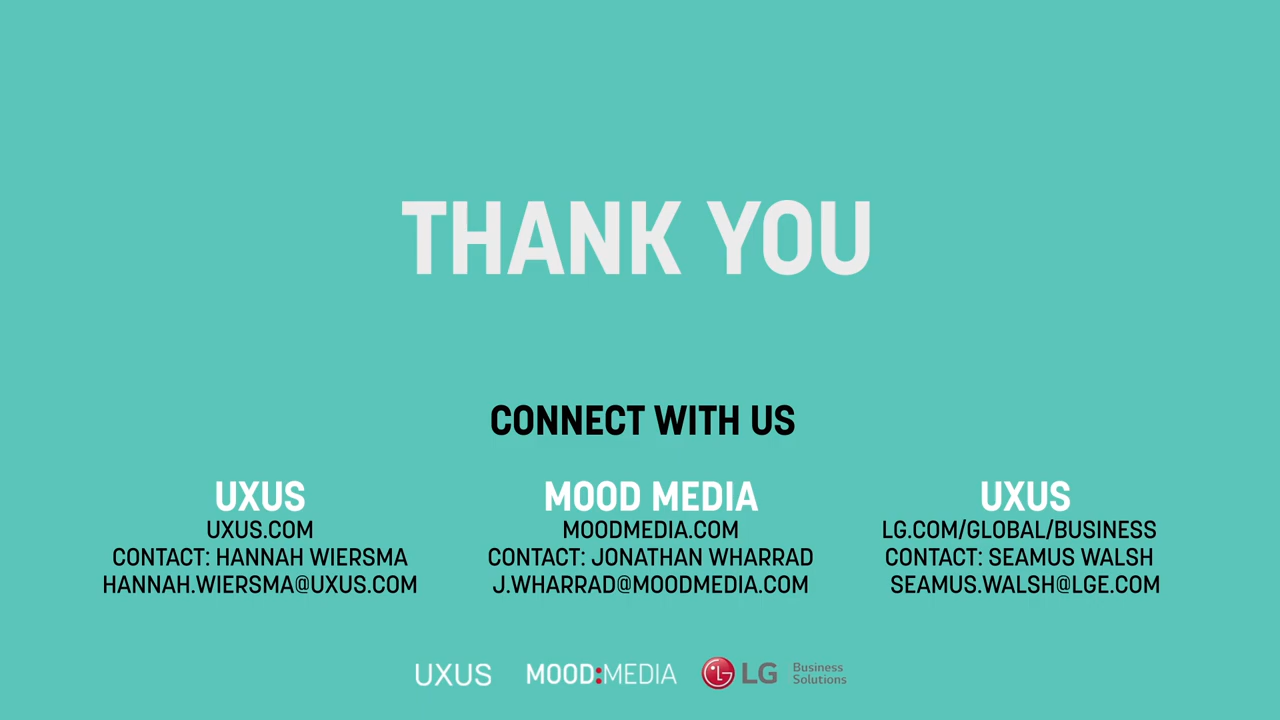 THANK YOU
CONNECT WITH US
UXUS
UXUS.COM
CONTACT: HANNAH WIERSMA
HANNAH.WIERSMA@UXUS.COM
MOOD MEDIA
MOODMEDIA.COM
CONTACT: JONATHAN WHARRAD
J.WHARRAD@MOODMEDIA.COM
UXUS
LG.COM/GLOBAL/BUSINESS
CONTACT: SEAMUS WALSH
SEAMUS.WALSH@LGE.COM
UXUS
MOOD:MEDIA
LG
Business
Solutions